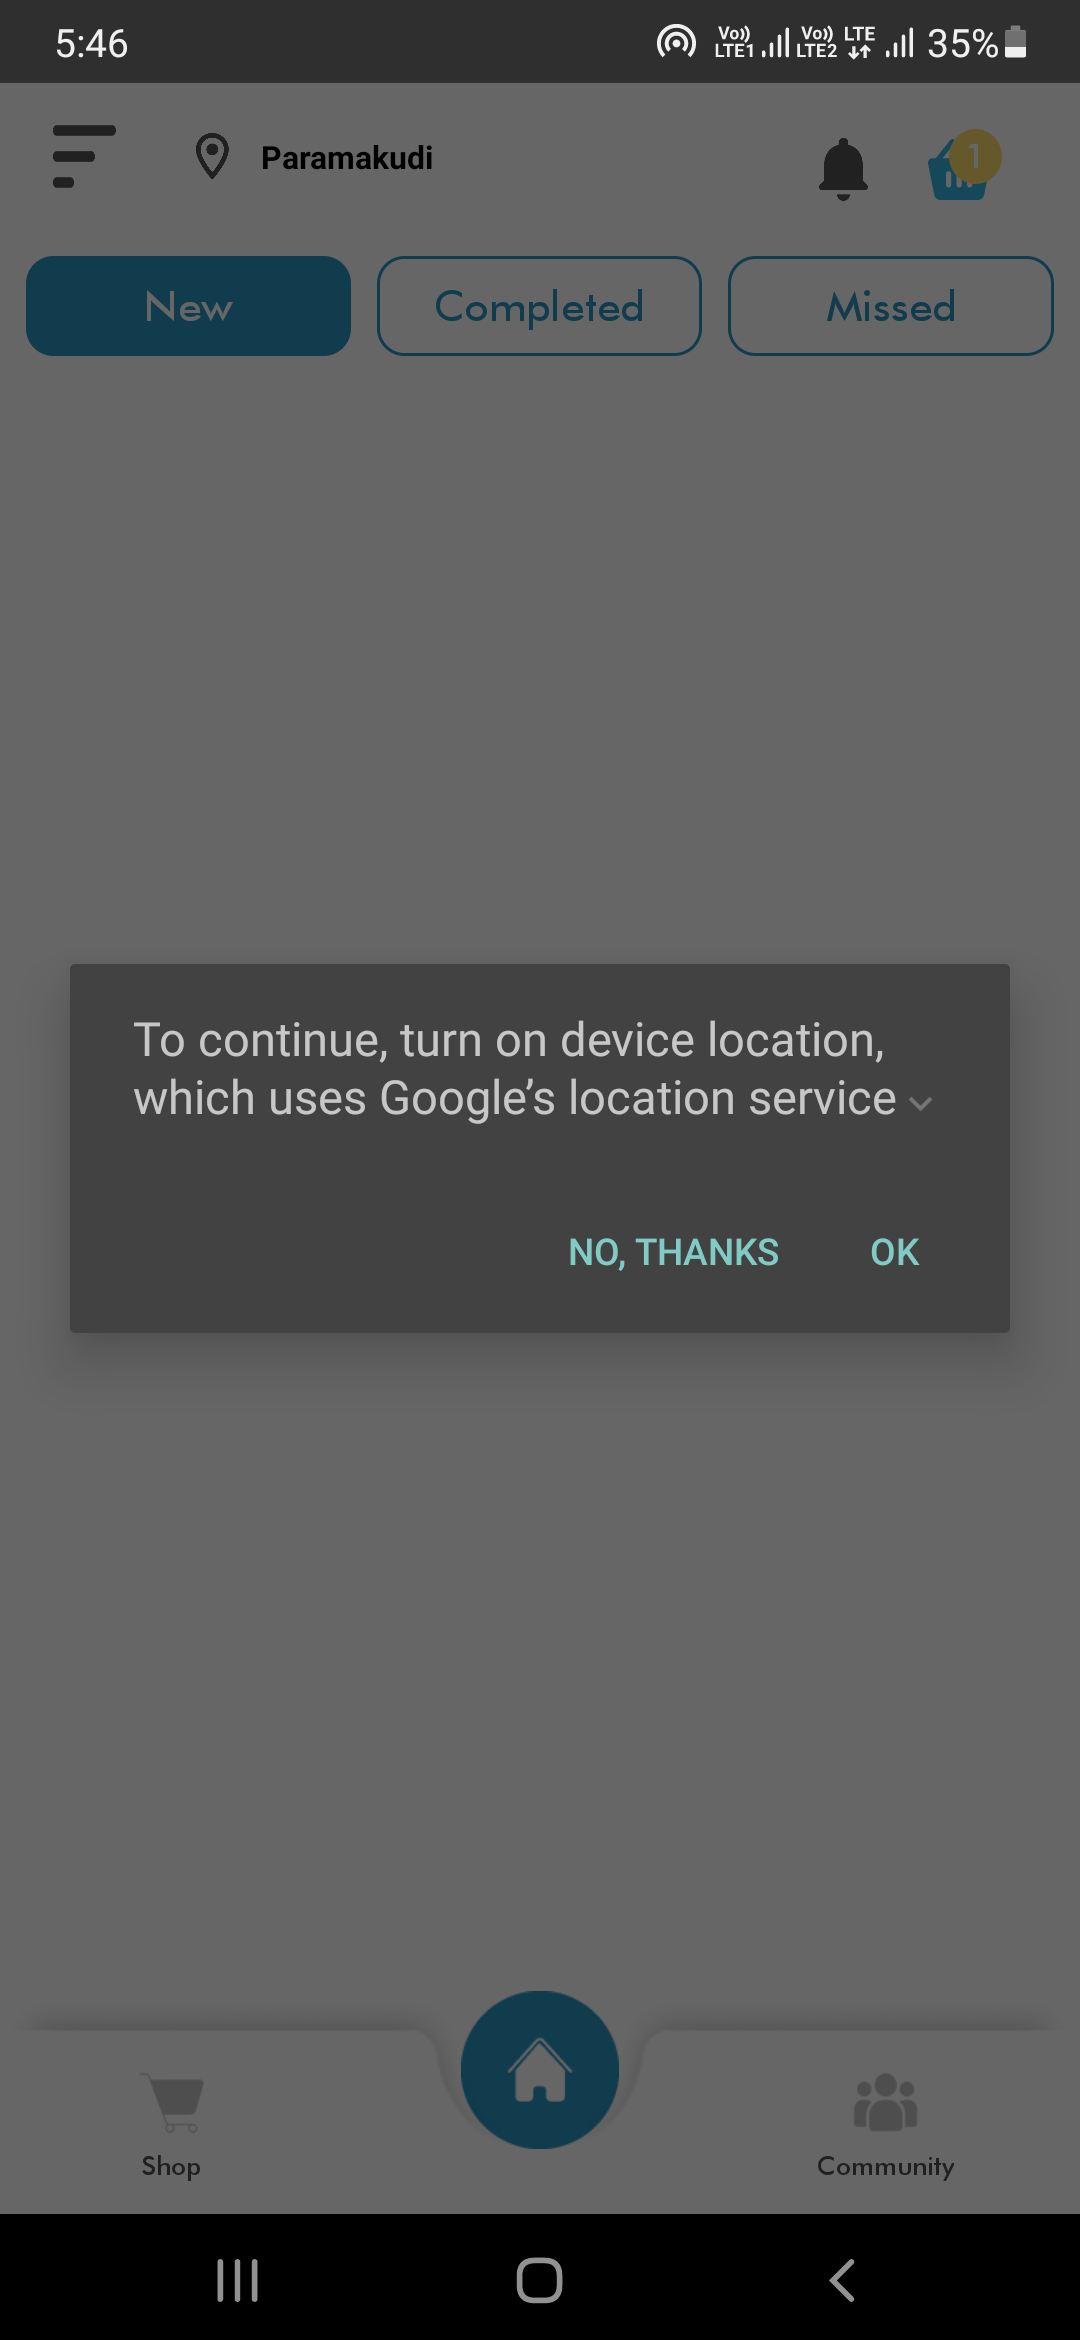 5:46
Vo)) LTE1 Vo)) LTE2 LTE 35%
Paramakudi
1
New Completed Missed
To continue, turn on device location,
which uses Google’s location service
NO, THANKS OK
Shop Community